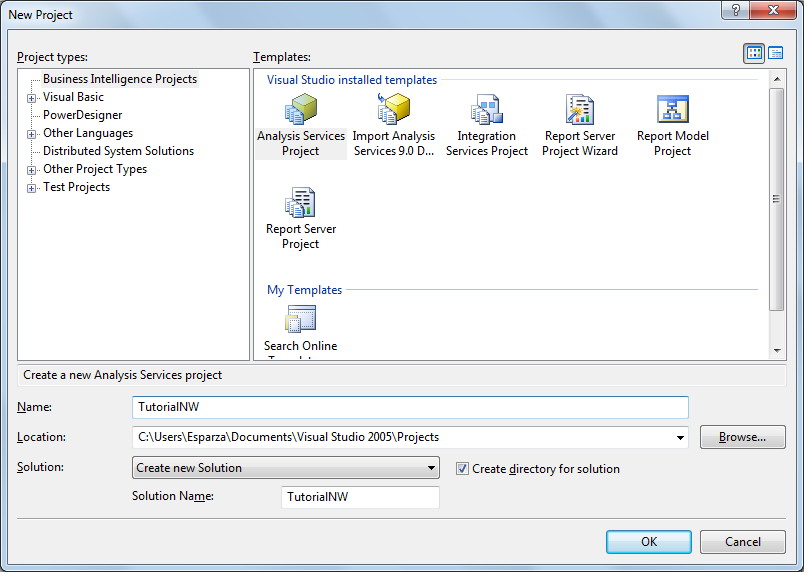 New Project
Project types:
Templates:
Business Intelligence Projects
Visual Basic
PowerDesigner
Other Languages
Distributed System Solutions
Other Project Types
Test Projects
Visual Studio installed templates
Analysis Services
Project
Import Analysis
Services 9.0 D...
Integration
Services Project
Report Server
Project Wizard
Report Model
Project
Report Server
Project
My Templates
Search Online
Create a new Analysis Services project
Name:
TutorialNW
Location:
C:\Users\Esparza\Documents\Visual Studio 2005\Projects
Browse...
Solution:
Create new Solution
Create directory for solution
Solution Name:
TutorialNW
OK
Cancel